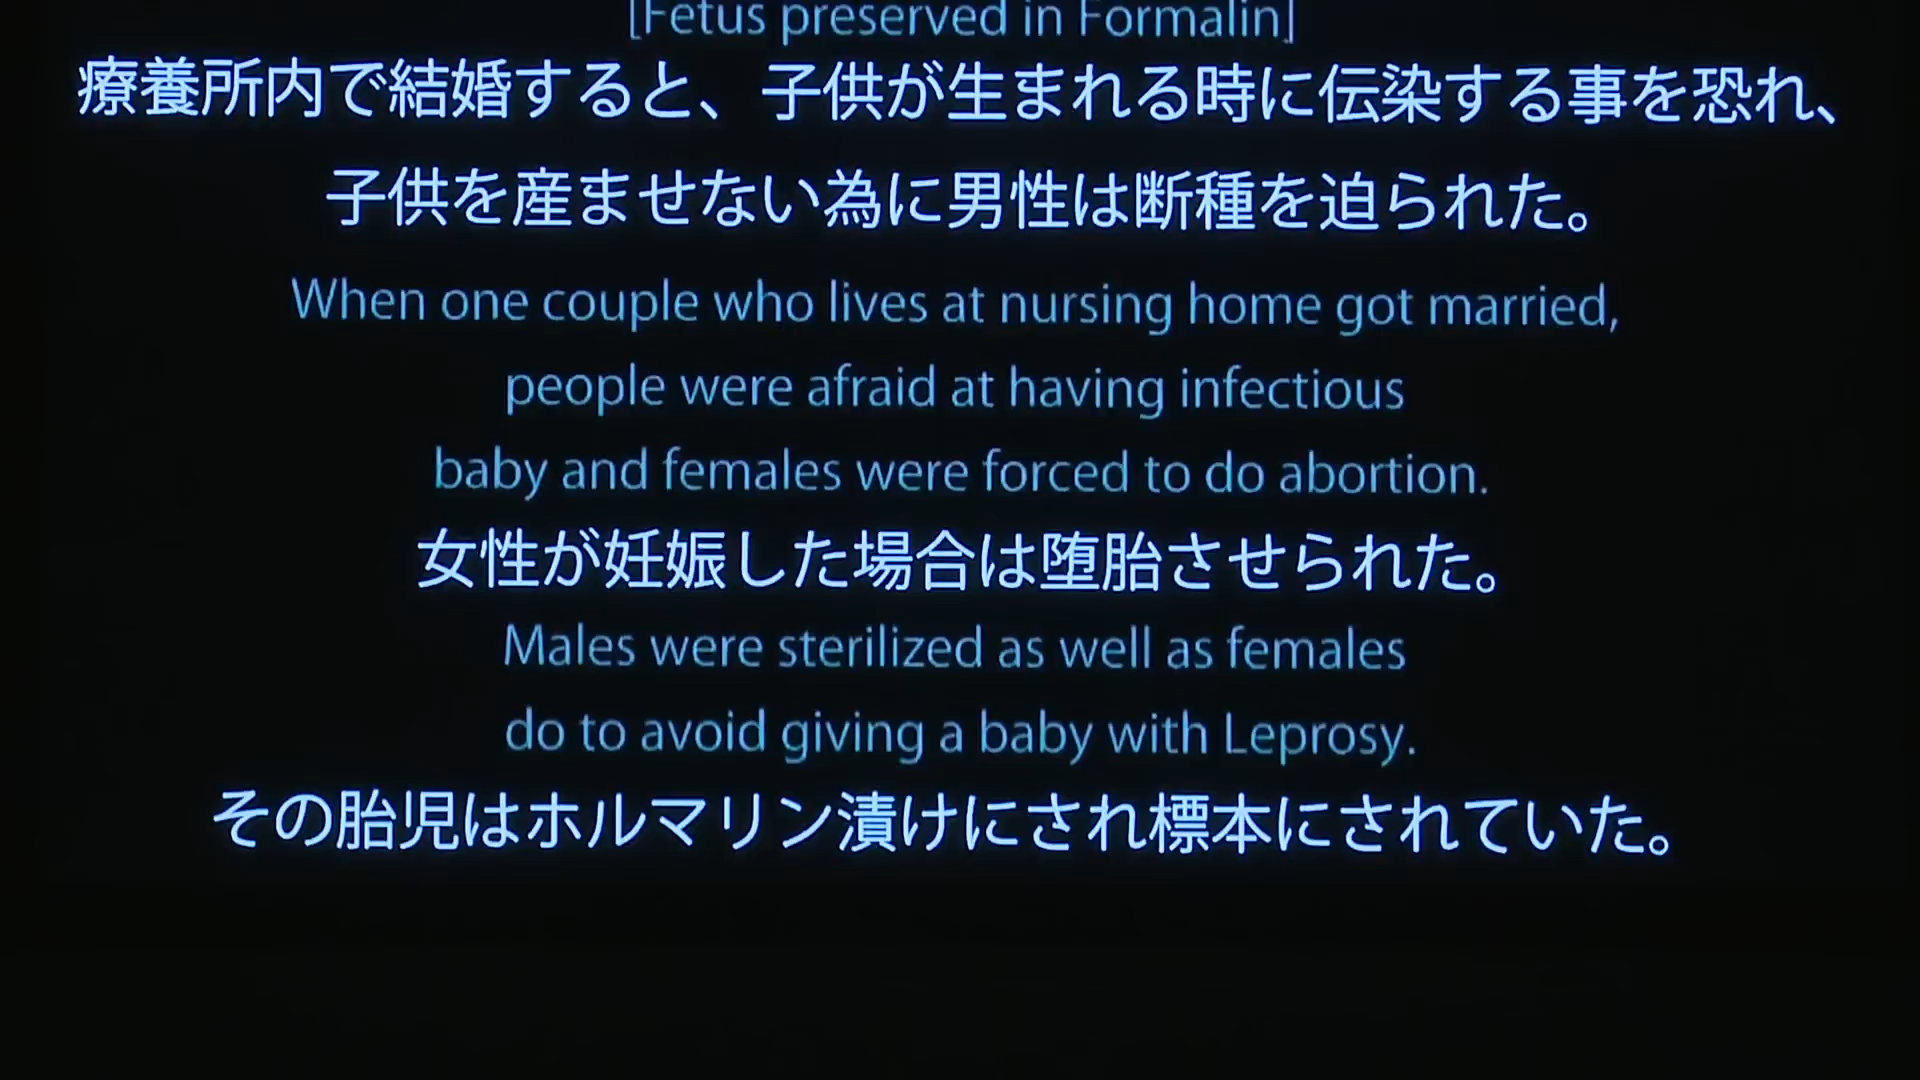 [Fetus preserved in Formalin]
療養所内で結婚すると、子供が生まれる時に伝染する事を恐れ、
子供を産ませない為に男性は断種を迫られた。
When one couple who lives at nursing home got married,
people were afraid at having infectious
baby and females were forced to do abortion.
女性が妊娠した場合は堕胎させられた。
Males were sterilized as well as females
do to avoid giving a baby with Leprosy.
その胎児はホルマリン漬けにされ標本にされていた。